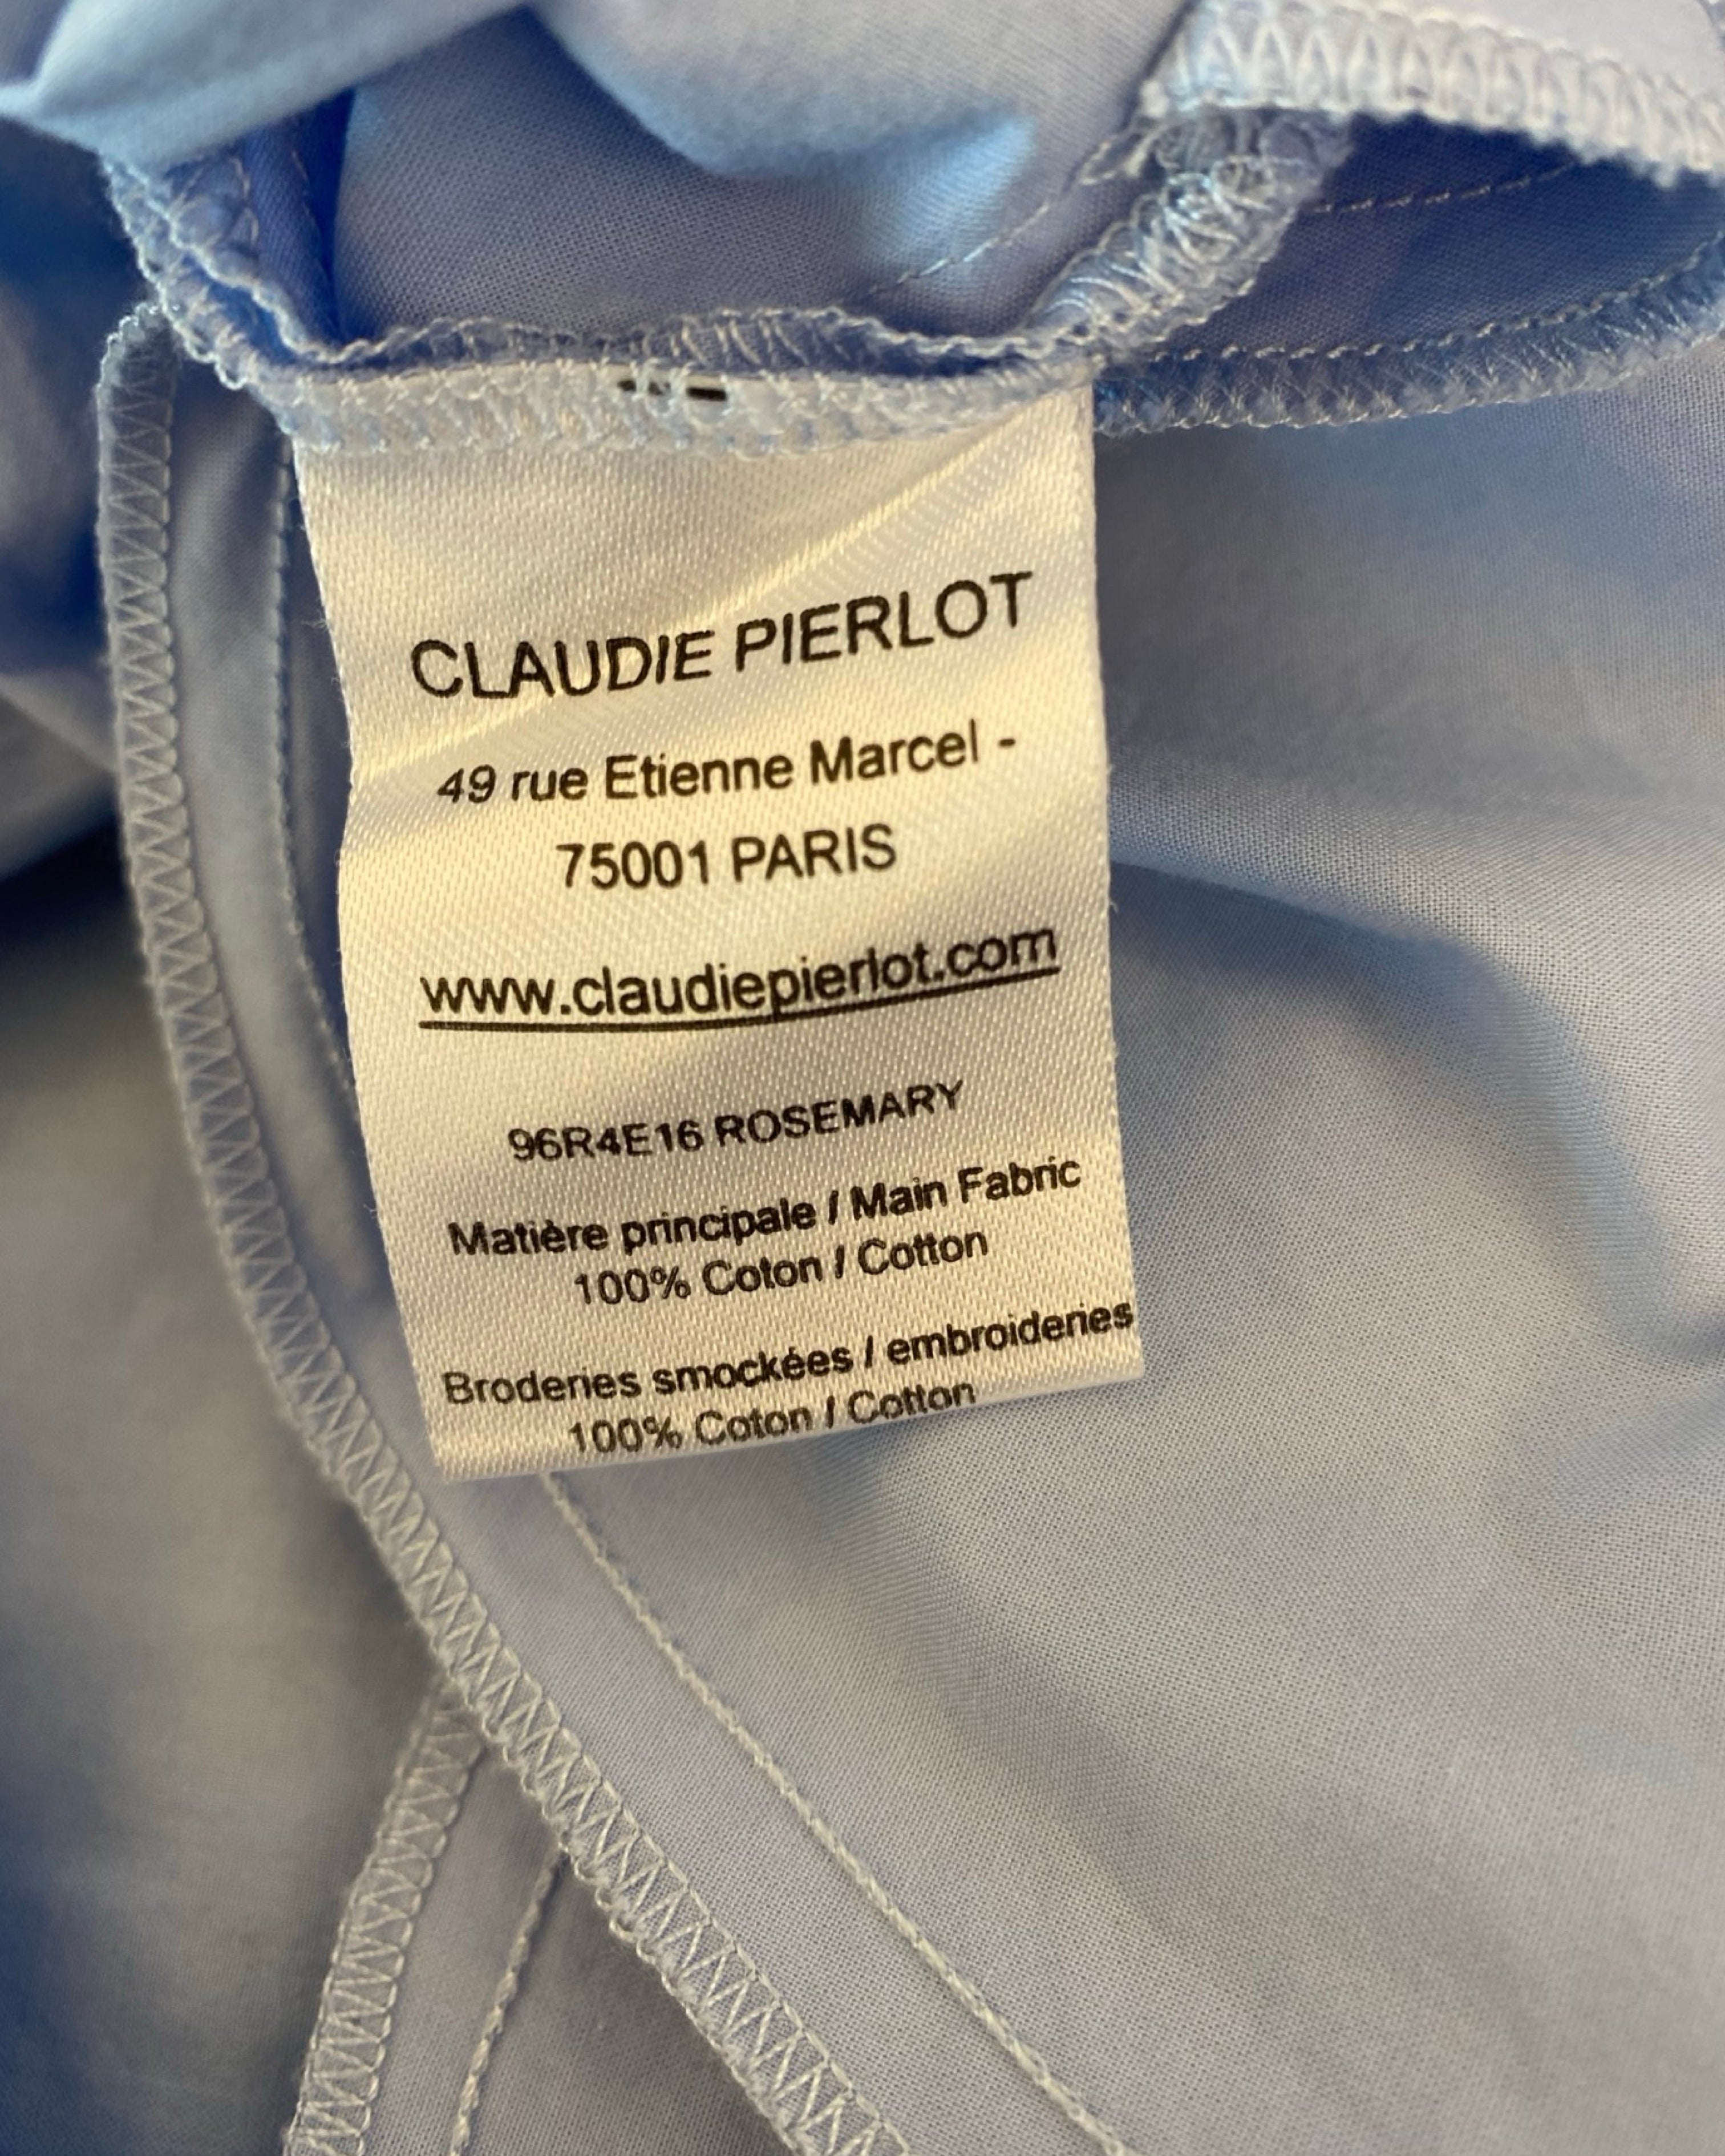 CLAUDIE PIERLOT
49 rue Etienne Marcel -
75001 PARIS
www.claudiepierlot.com
96R4E16 ROSEMARY
Matière principale / Main Fabric
100% Coton / Cotton
Broderies smockées / embroideries
100% Coton / Cotton